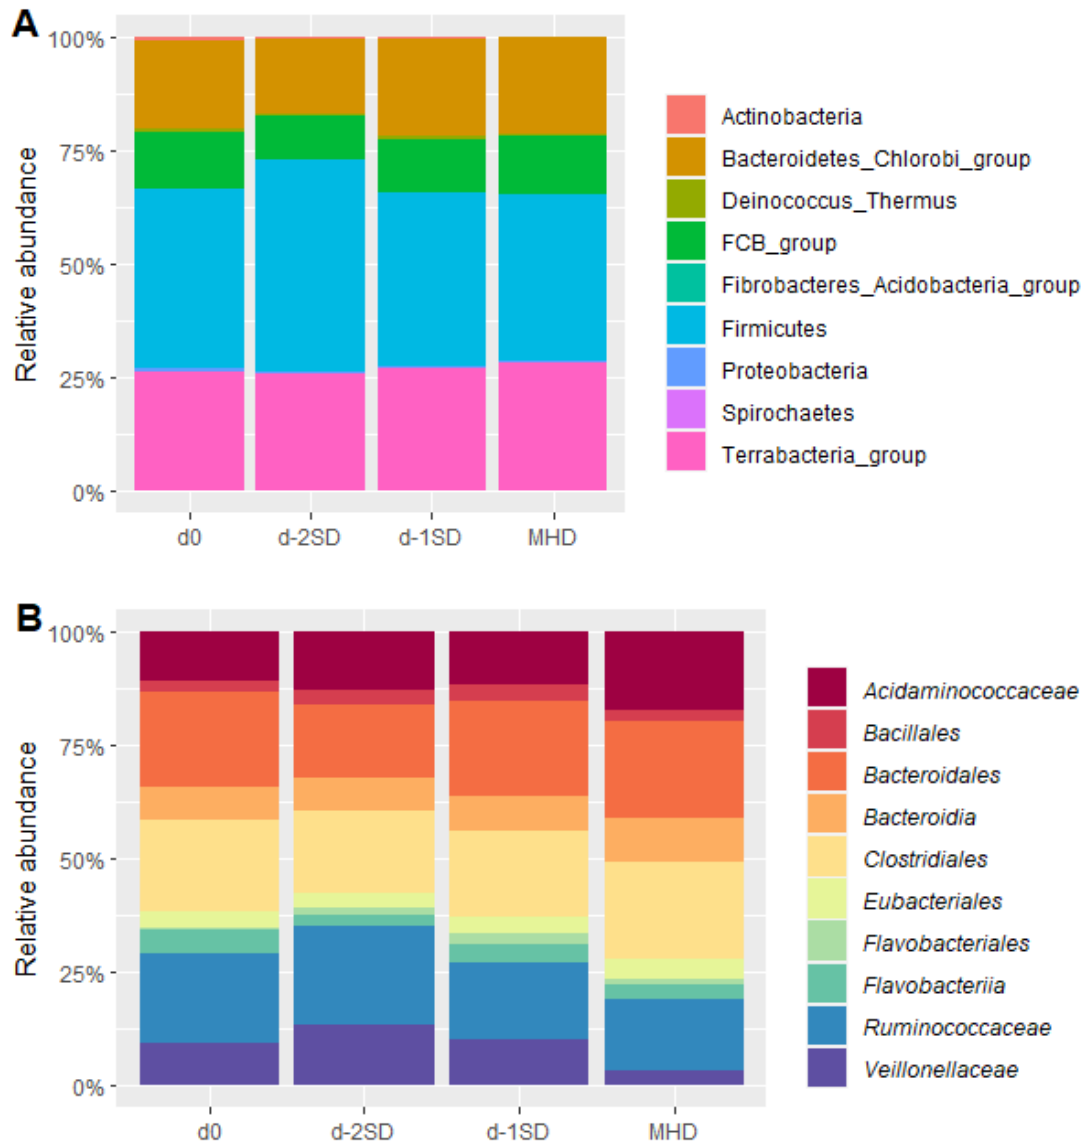 A
100%
75%
50%
25%
0%
Relative abundance
d0 d-2SD d-1SD MHD
Actinobacteria
Bacteroidetes_Chlorobi_group
Deinococcus_Thermus
FCB_group
Fibrobacteres_Acidobacteria_group
Firmicutes
Proteobacteria
Spirochaetes
Terrabacteria_group
B
100%
75%
50%
25%
0%
Relative abundance
d0 d-2SD d-1SD MHD
Acidaminococcaceae
Bacillales
Bacteroidales
Bacteroidia
Clostridiales
Eubacteriales
Flavobacteriales
Flavobacteriia
Ruminococcaceae
Veillonellaceae